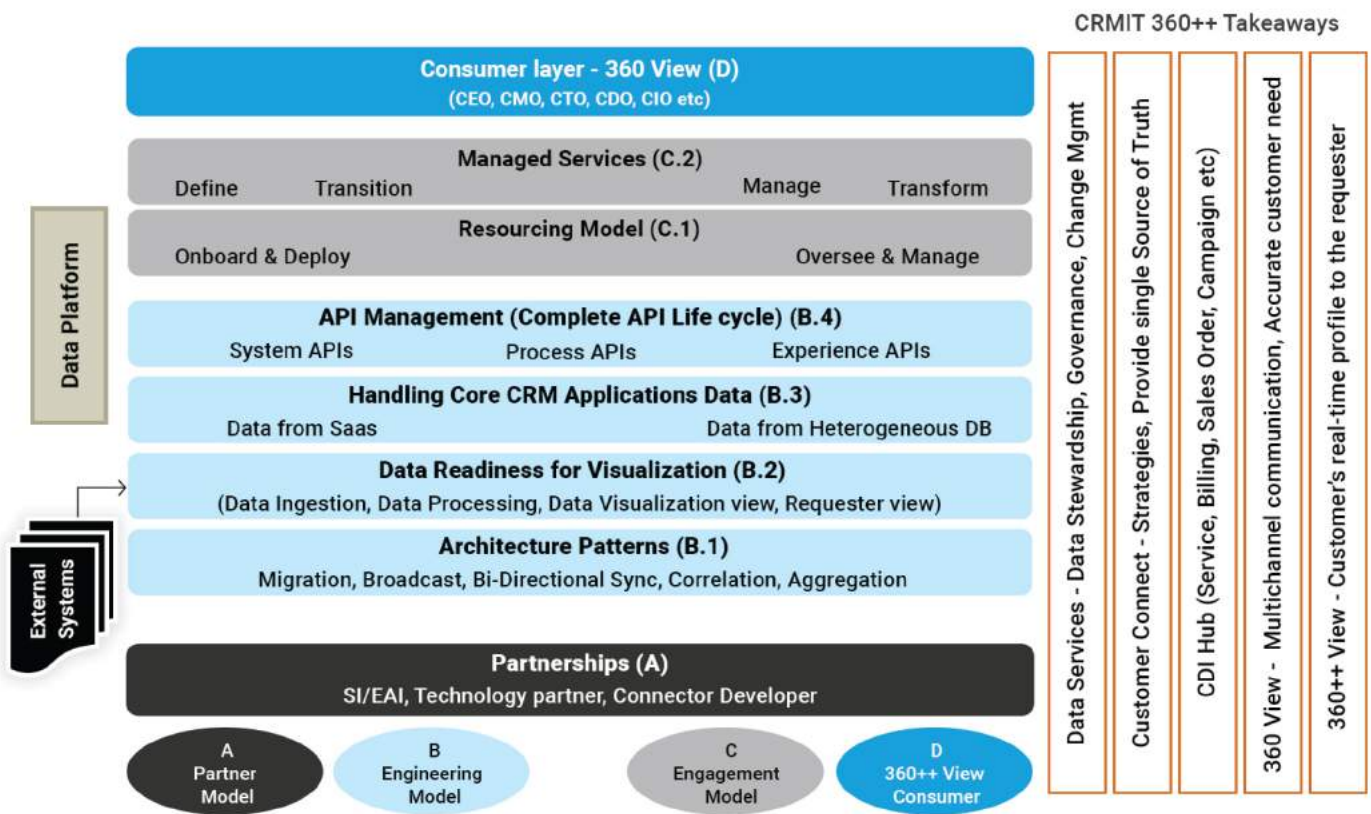 CRMIT 360++ Takeaways
Consumer layer - 360 View (D)
(CEO, CMO, CTO, CDO, CIO etc)
Managed Services (C.2)
Define Transition Manage Transform
Resourcing Model (C.1)
Onboard & Deploy Oversee & Manage
API Management (Complete API Life cycle) (B.4)
System APIs Process APIs Experience APIs
Handling Core CRM Applications Data (B.3)
Data from Saas Data from Heterogeneous DB
Data Readiness for Visualization (B.2)
(Data Ingestion, Data Processing, Data Visualization view, Requester view)
Architecture Patterns (B.1)
Migration, Broadcast, Bi-Directional Sync, Correlation, Aggregation
Partnerships (A)
SI/EAI, Technology partner, Connector Developer
Data Platform
External
Systems
A
Partner
Model
B
Engineering
Model
C
Engagement
Model
D
360++ View
Consumer
Data Services - Data Stewardship, Governance, Change Mgmt
Customer Connect - Strategies, Provide single Source of Truth
CDI Hub (Service, Billing, Sales Order, Campaign etc)
360 View - Multichannel communication, Accurate customer need
360++ View - Customer's real-time profile to the requester